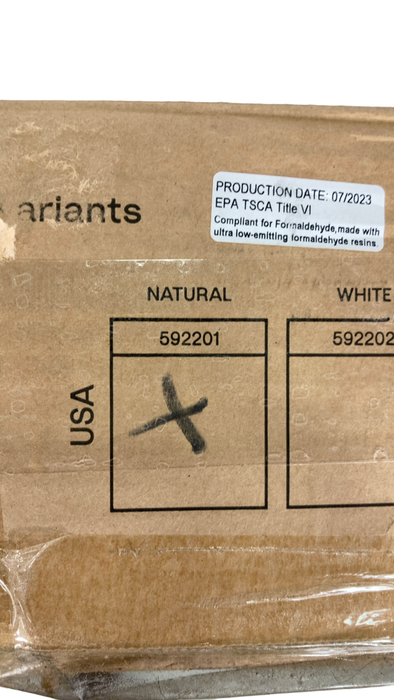 ariants
PRODUCTION DATE: 07/2023
EPA TSCA Title VI
Compliant for Formaldehyde,made with
ultra low-emitting formaldehyde resins.
NATURAL
WHITE
592201
592202
USA
X